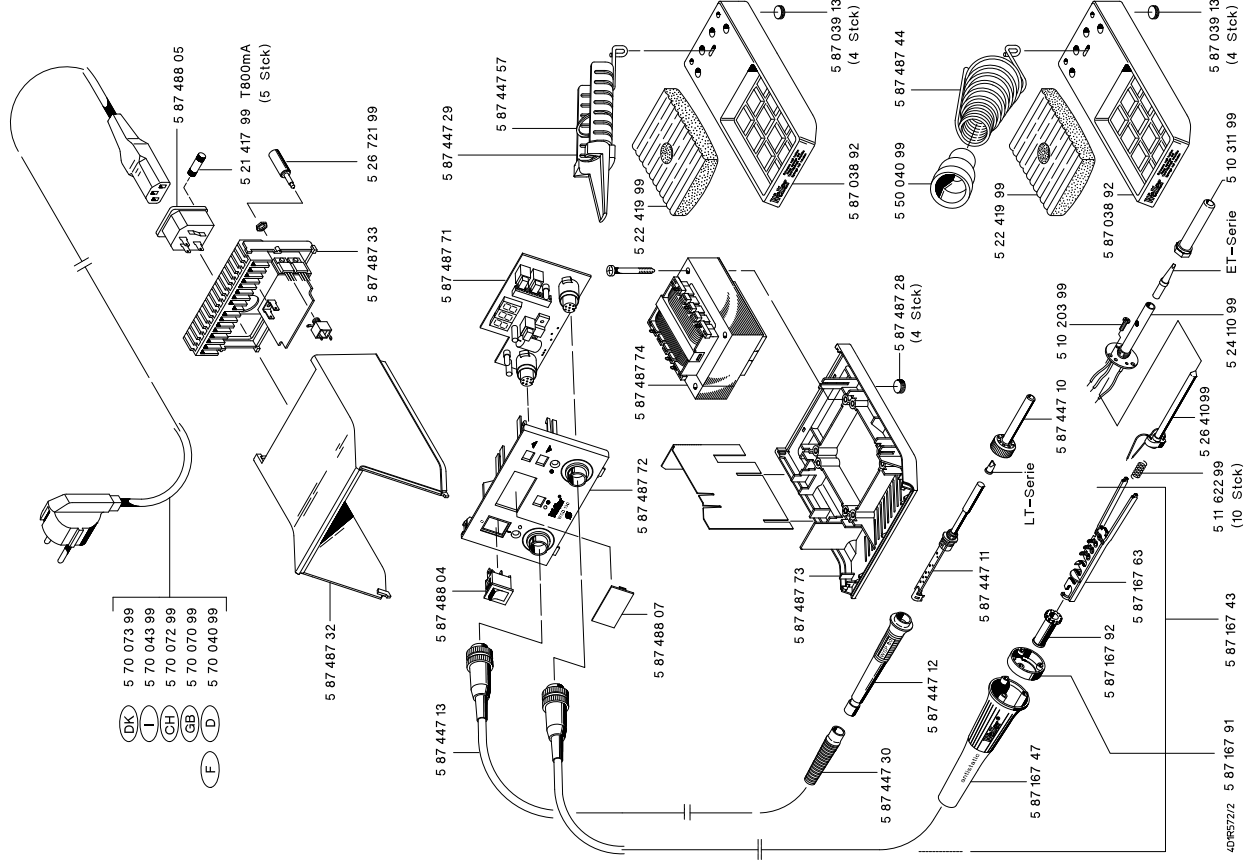 DK 5 70 073 99
I 5 70 043 99
CH 5 70 072 99
GB 5 70 070 99
F D 5 70 040 99
5 87 488 05
5 21 417 99 T800mA
(5 Stck)
5 26 721 99
5 87 487 33
5 87 487 32
5 87 447 29
5 87 447 57
5 87 487 71
5 22 419 99
5 87 038 92
5 87 039 13
(4 Stck)
Weller
5 87 487 44
5 50 040 99
5 22 419 99
5 87 038 92
5 87 039 13
(4 Stck)
Weller
5 87 487 74
5 87 487 28
(4 Stck)
5 87 487 72
5 87 488 04
5 87 488 07
5 87 487 73
5 87 447 13
5 87 447 30
5 87 447 12
5 87 447 11
LT-Serie
5 87 447 10
5 10 203 99
5 10 311 99
ET-Serie
5 24 110 99
5 26 41099
5 11 622 99
(10 Stck)
5 87 167 63
5 87 167 43
5 87 167 92
5 87 167 91
5 87 167 47
antistatic
Weller
4D1R572/2